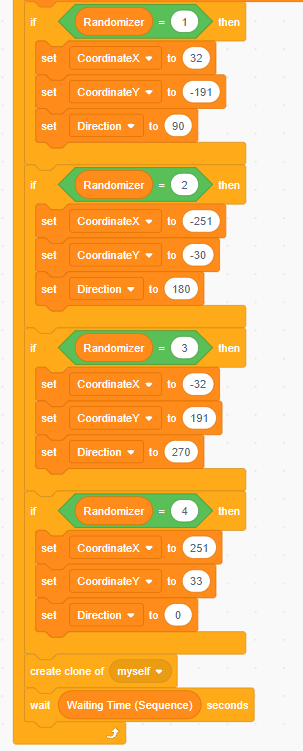 if Randomizer = 1 then
set CoordinateX to 32
set CoordinateY to -191
set Direction to 90
if Randomizer = 2 then
set CoordinateX to -251
set CoordinateY to -30
set Direction to 180
if Randomizer = 3 then
set CoordinateX to -32
set CoordinateY to 191
set Direction to 270
if Randomizer = 4 then
set CoordinateX to 251
set CoordinateY to 33
set Direction to 0
create clone of myself
wait Waiting Time (Sequence) seconds